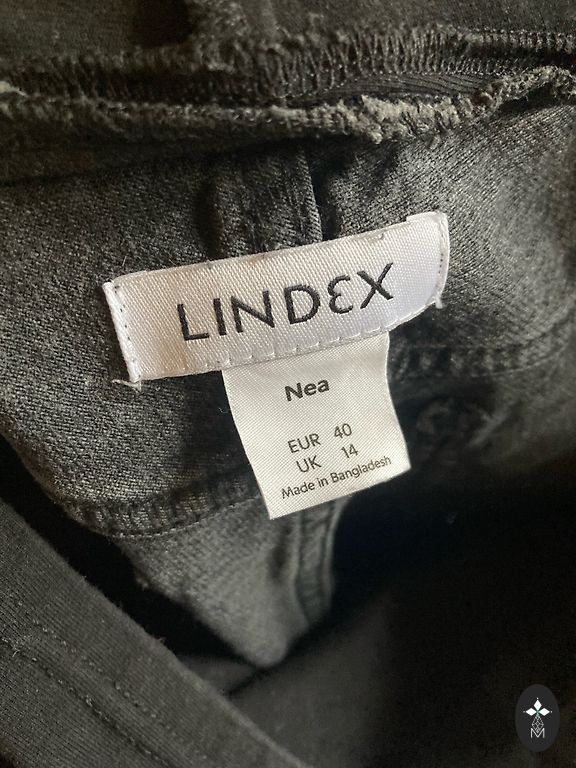 LINDEX
Nea
EUR 40
UK 14
Made in Bangladesh
M